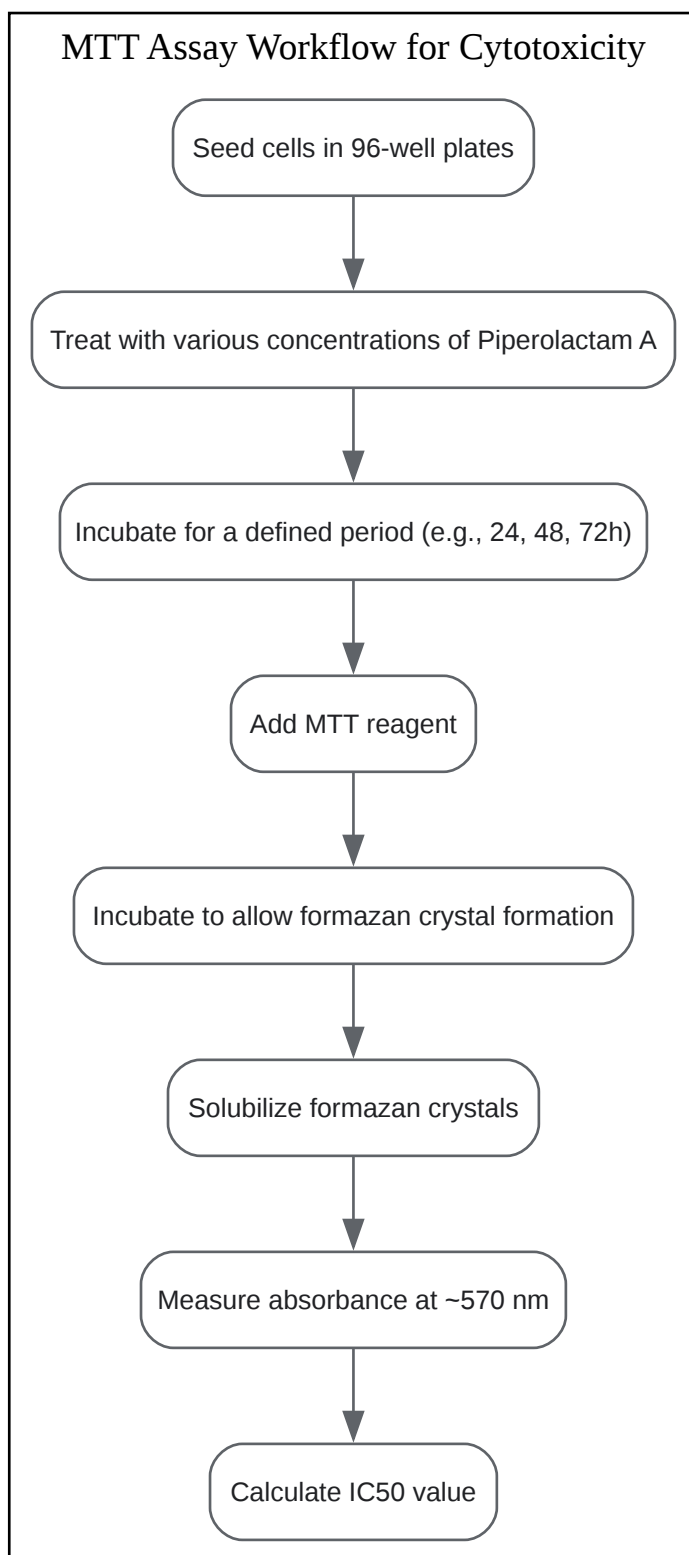 MTT Assay Workflow for Cytotoxicity
Seed cells in 96-well plates
Treat with various concentrations of Piperolactam A
Incubate for a defined period (e.g., 24, 48, 72h)
Add MTT reagent
Incubate to allow formazan crystal formation
Solubilize formazan crystals
Measure absorbance at ~570 nm
Calculate IC50 value